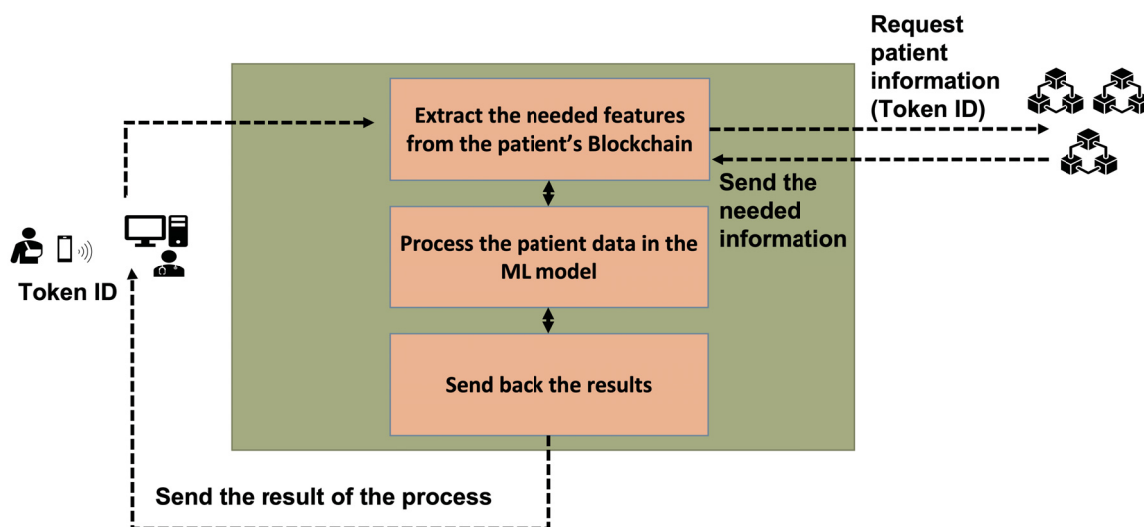 Request
patient
information
(Token ID)
Extract the needed features
from the patient's Blockchain
Send the
needed
information
Process the patient data in the
ML model
Token ID
Send back the results
Send the result of the process